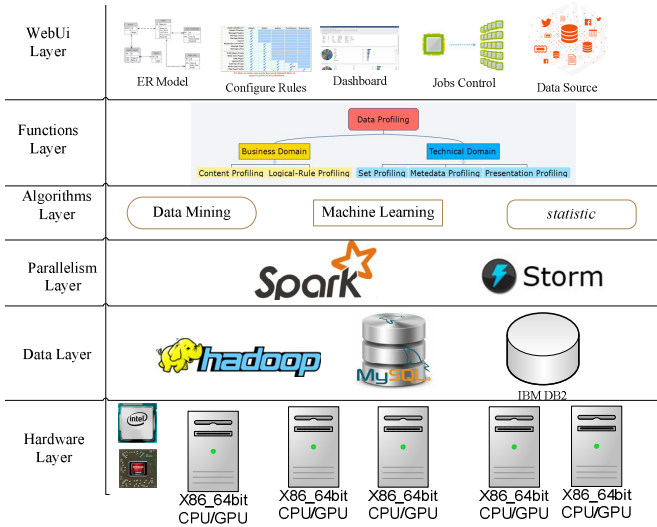 WebUi
Layer
ER Model
Configure Rules
Dashboard
Jobs Control
Data Source
Functions
Layer
Data Profiling
Business Domain
Technical Domain
Content Profiling
Logical-Rule Profiling
Set Profiling
Metedata Profiling
Presentation Profiling
Algorithms
Layer
Data Mining
Machine Learning
statistic
Parallelism
Layer
Spark
Storm
Data Layer
hadoop
MySQL
IBM DB2
Hardware
Layer
intel
X86_64bit
CPU/GPU
X86_64bit
CPU/GPU
X86_64bit
CPU/GPU
X86_64bit
CPU/GPU
X86_64bit
CPU/GPU